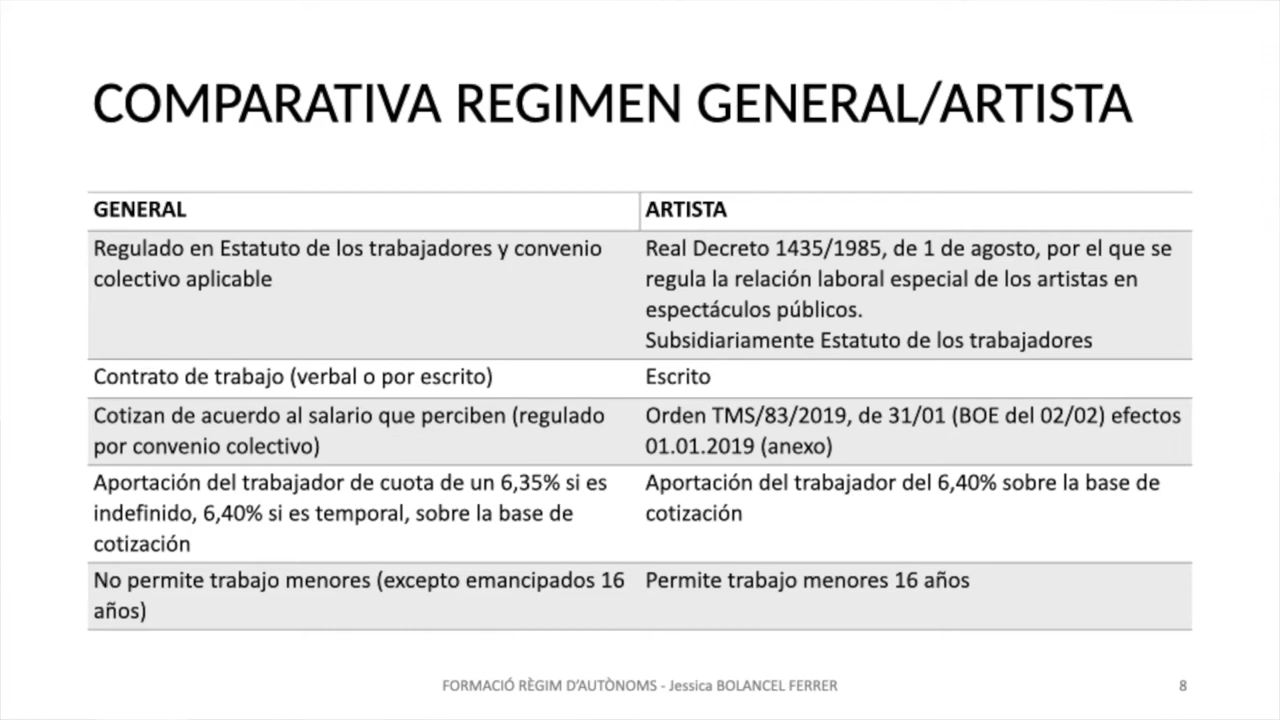 COMPARATIVA REGIMEN GENERAL/ARTISTA
GENERAL
ARTISTA
Regulado en Estatuto de los trabajadores y convenio
colectivo aplicable
Real Decreto 1435/1985, de 1 de agosto, por el que se
regula la relación laboral especial de los artistas en
espectáculos públicos.
Subsidiariamente Estatuto de los trabajadores
Contrato de trabajo (verbal o por escrito)
Escrito
Cotizan de acuerdo al salario que perciben (regulado
por convenio colectivo)
Orden TMS/83/2019, de 31/01 (BOE del 02/02) efectos
01.01.2019 (anexo)
Aportación del trabajador de cuota de un 6,35% si es
indefinido, 6,40% si es temporal, sobre la base de
cotización
Aportación del trabajador del 6,40% sobre la base de
cotización
No permite trabajo menores (excepto emancipados 16
años)
Permite trabajo menores 16 años
FORMACIÓ RÈGIM D'AUTÒNOMS - Jessica BOLANCEL FERRER
8